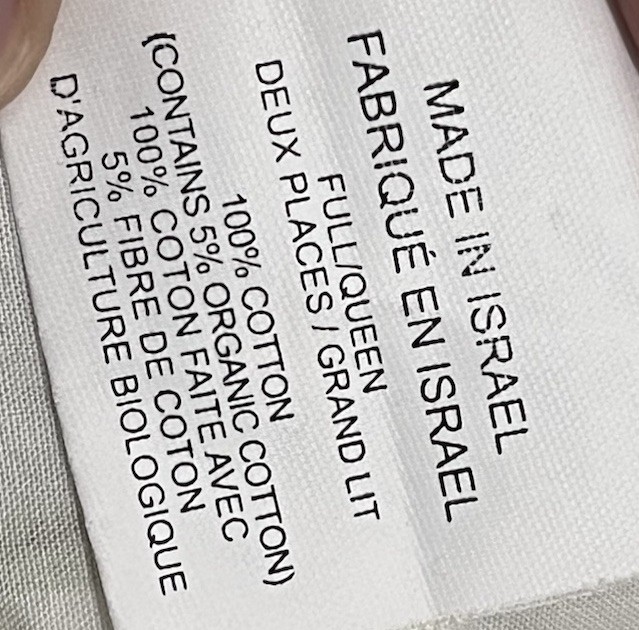 MADE IN ISRAEL
FABRIQUÉ EN ISRAEL
FULL/QUEEN
DEUX PLACES / GRAND LIT
100% COTTON
(CONTAINS 5% ORGANIC COTTON)
100% COTON FAITE AVEC
5% FIBRE DE COTON
D'AGRICULTURE BIOLOGIQUE